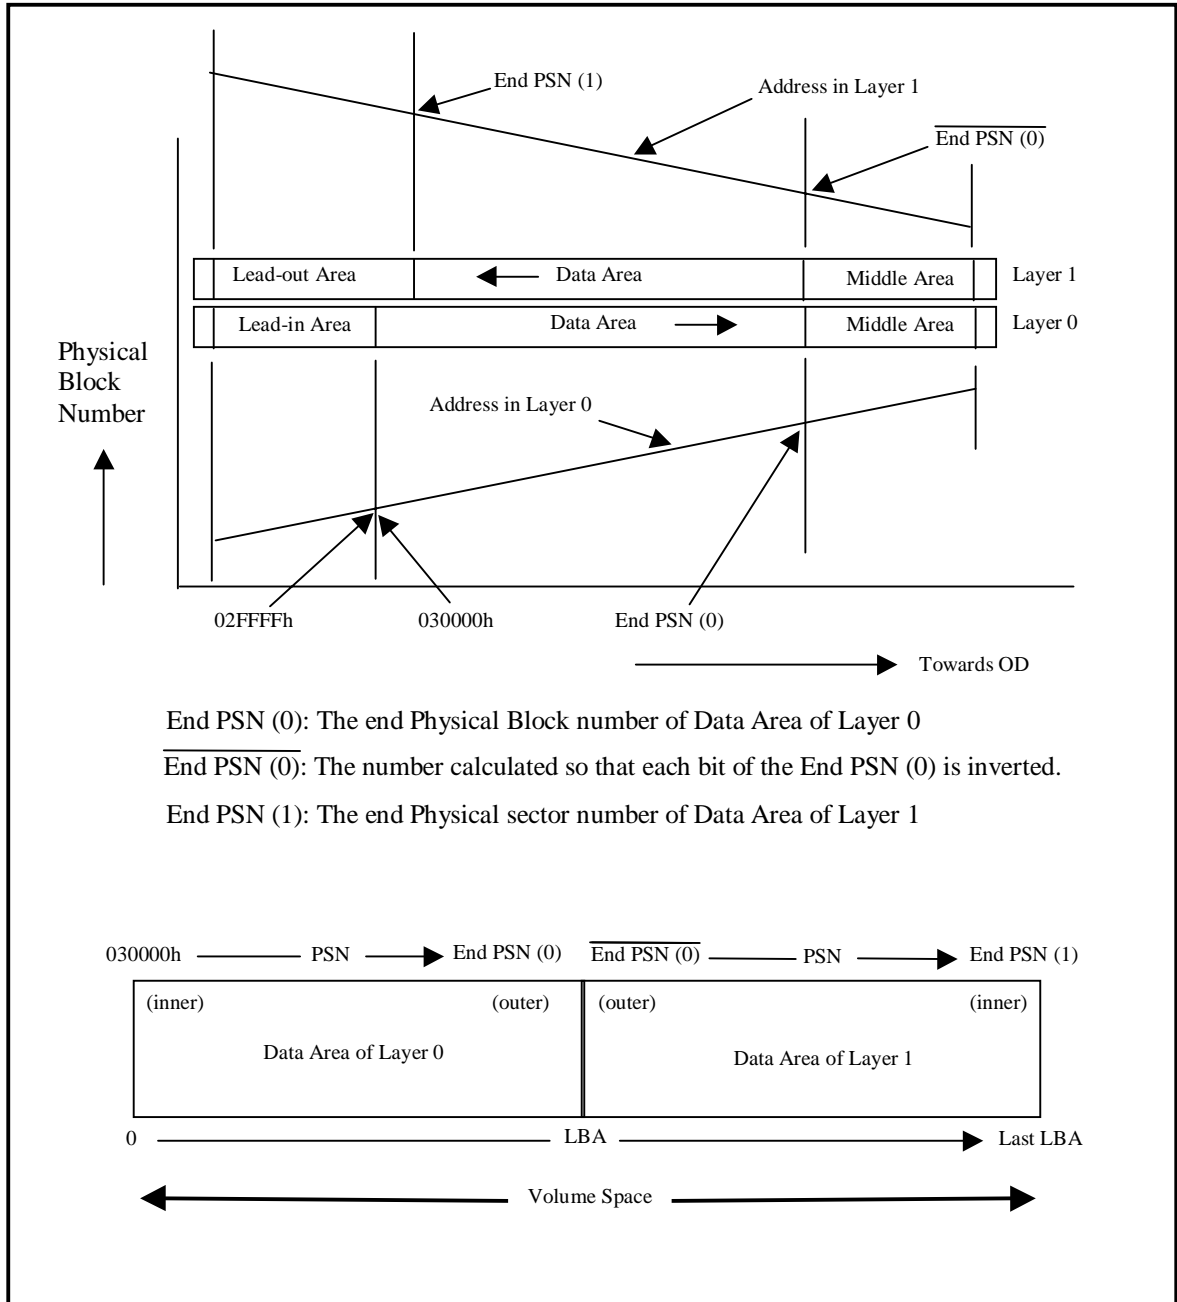 End PSN (1)
Address in Layer 1
End PSN (0)
Lead-out Area
Data Area
Middle Area
Layer 1
Lead-in Area
Data Area
Middle Area
Layer 0
Physical
Block
Number
Address in Layer 0
02FFFFh
030000h
End PSN (0)
Towards OD
End PSN (0): The end Physical Block number of Data Area of Layer 0
End PSN (0): The number calculated so that each bit of the End PSN (0) is inverted.
End PSN (1): The end Physical sector number of Data Area of Layer 1
030000h PSN End PSN (0) End PSN (0) PSN End PSN (1)
(inner) (outer) (outer) (inner)
Data Area of Layer 0
Data Area of Layer 1
0 LBA Last LBA
Volume Space